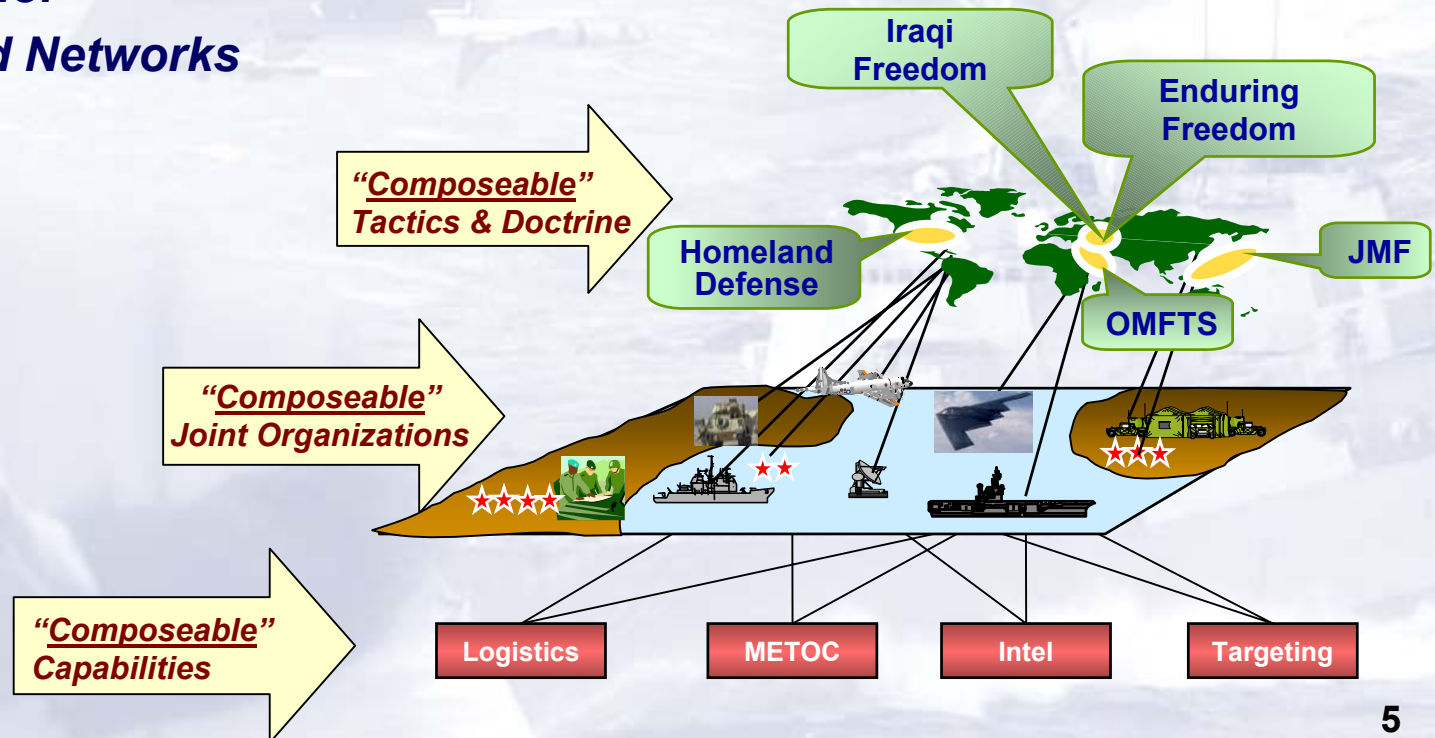 d Networks
Iraqi
Freedom
Enduring
Freedom
“Composeable”
Tactics & Doctrine
Homeland
Defense
JMF
OMFTS
“Composeable”
Joint Organizations
“Composeable”
Capabilities
Logistics
METOC
Intel
Targeting
5